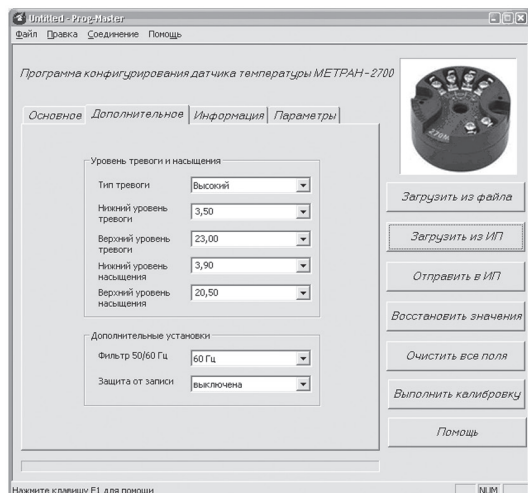 Untitled - Prog-Master
Файл Правка Соединение Помощь
Программа конфигурирования датчика температуры МЕТРАН-2700
Основное Дополнительное Информация Параметры
Уровень тревоги и насыщения
Тип тревоги Высокий
Нижний уровень
тревоги
3,50
Верхний уровень
тревоги
23,00
Нижний уровень
насыщения
3,90
Верхний уровень
насыщения
20,50
Дополнительные установки
Фильтр 50/60 Гц 60 Гц
Защита от записи выключена
Загрузить из файла
Загрузить из ИП
Отправить в ИП
Восстановить значения
Очистить все поля
Выполнить калибровку
Помощь
Нажмите клавишу F1 для помощи NUM